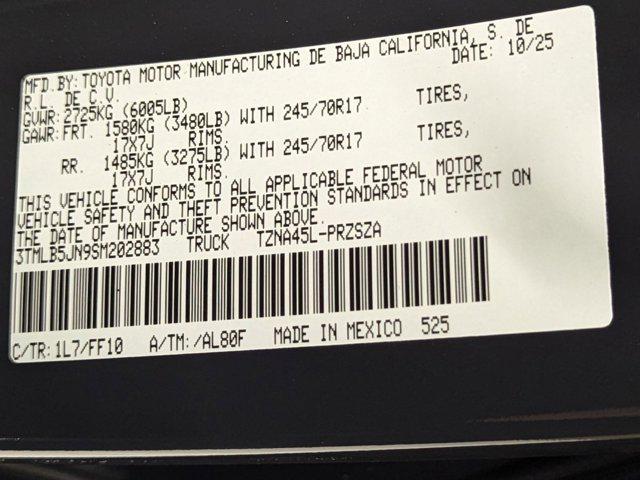 MFD.BY:TOYOTA MOTOR MANUFACTURING DE BAJA CALIFORNIA, S. DE
R.L. DE C.V. DATE: 10/25
GVWR:2725KG (6005LB)
GAWR:FRT. 1580KG (3480LB) WITH 245/70R17 TIRES,
17X7J RIMS.
RR. 1485KG (3275LB) WITH 245/70R17 TIRES,
17X7J RIMS.
THIS VEHICLE CONFORMS TO ALL APPLICABLE FEDERAL MOTOR
VEHICLE SAFETY AND THEFT PREVENTION STANDARDS IN EFFECT ON
THE DATE OF MANUFACTURE SHOWN ABOVE.
3TMLB5JN9SM202883 TRUCK TZNA45L-PRZSZA
C/TR:1L7/FF10 A/TM:/AL80F MADE IN MEXICO 525